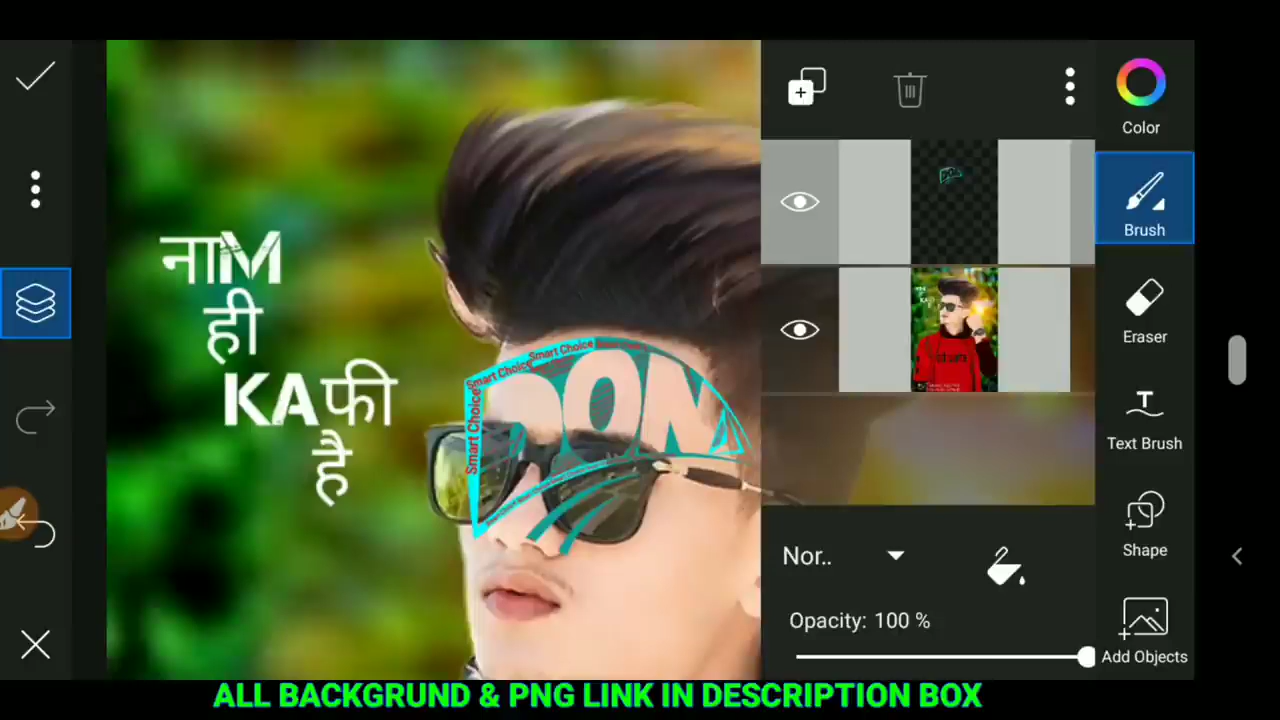 Color
Brush
Eraser
Text Brush
Shape
Add Objects
Nor..
Opacity: 100 %
नाM
ही
KAफी
है
Smart Choice Smart Choice
Smart Choice
DON
ALL BACKGRUND & PNG LINK IN DESCRIPTION BOX